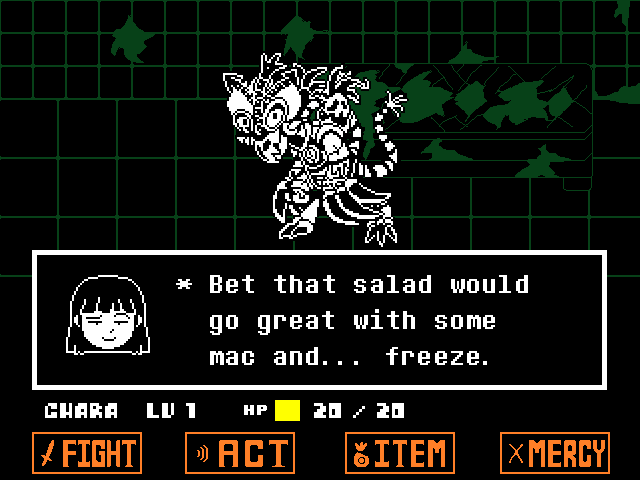 * Bet that salad would
go great with some
mac and... freeze.
CHARA LV 1 HP 20 / 20
FIGHT ACT ITEM MERCY